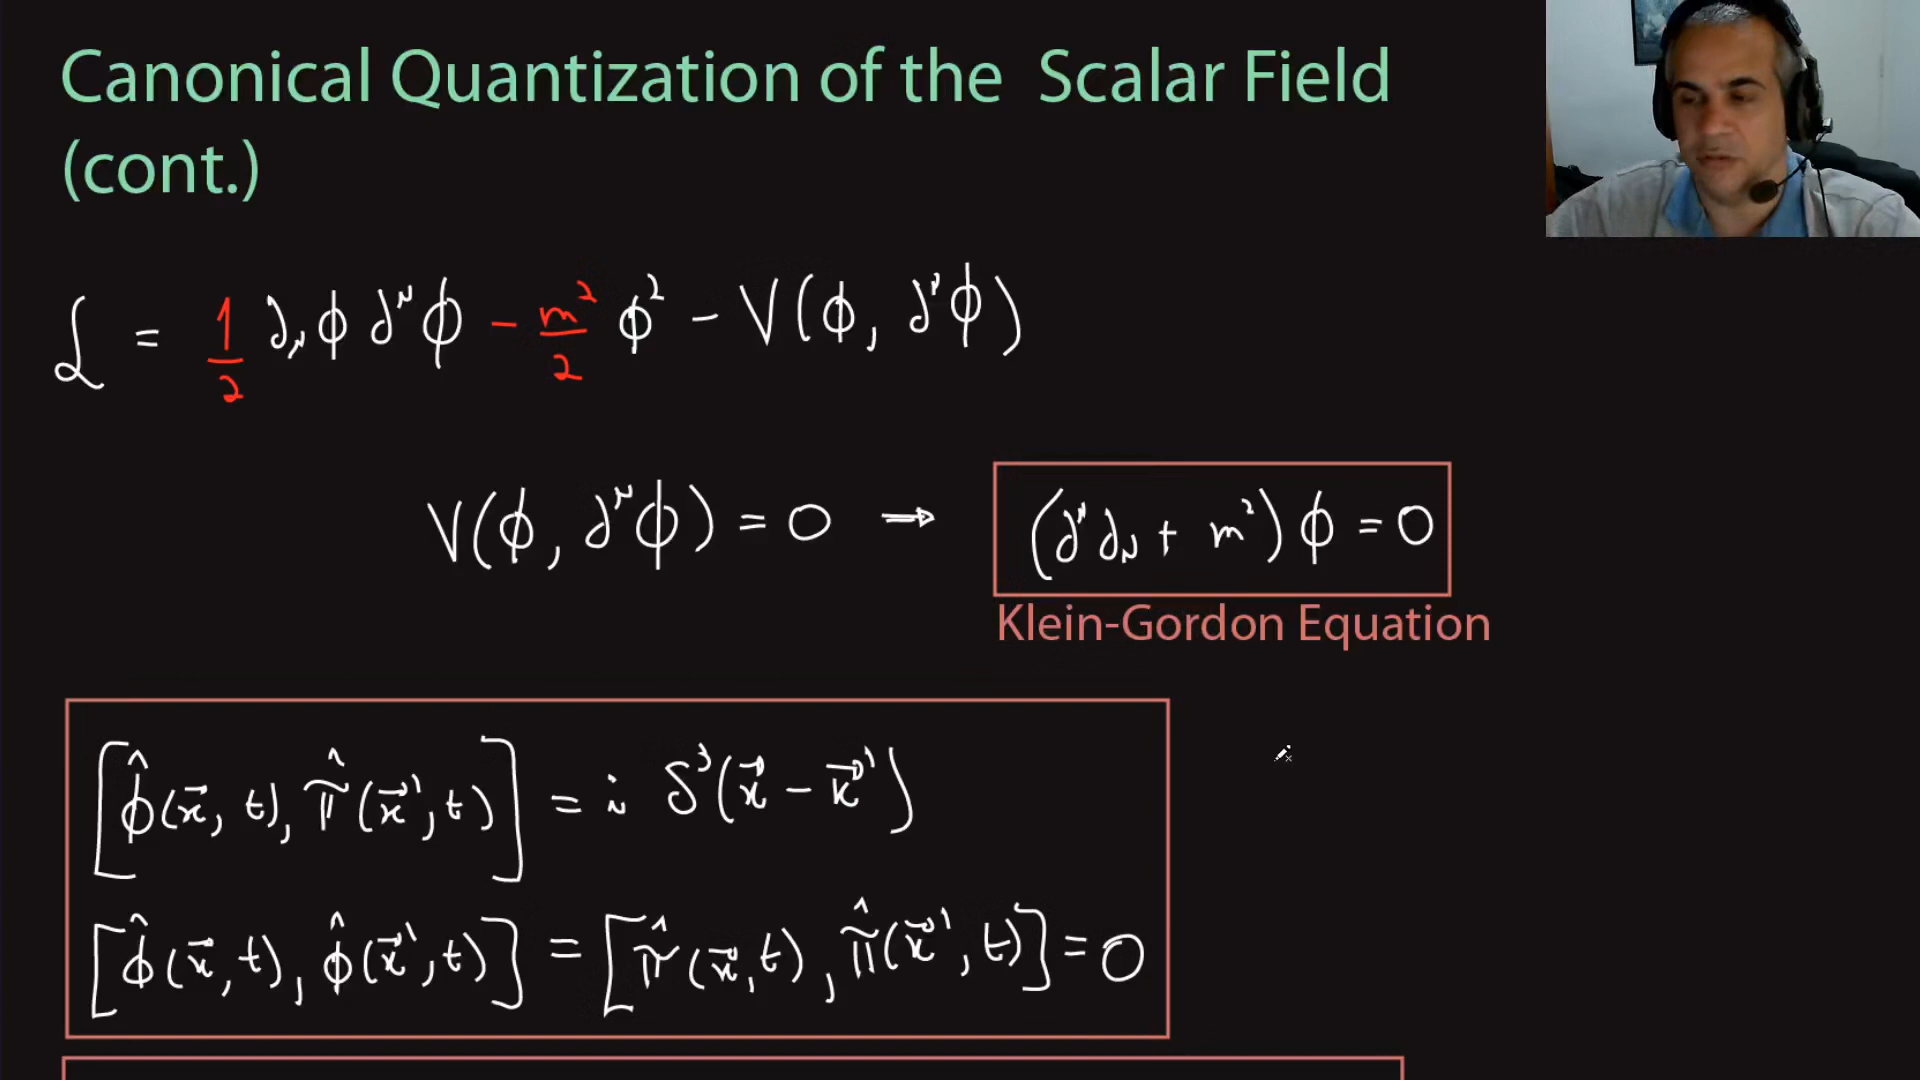 Canonical Quantization of the Scalar Field
(cont.)
ℒ = 1/2 ∂_μ ϕ ∂^μ ϕ − m²/2 ϕ² − V(ϕ, ∂^μ ϕ)
V(ϕ, ∂^μ ϕ) = 0 → (∂^μ ∂_μ + m²) ϕ = 0
Klein-Gordon Equation
[ϕ̂(x⃗, t), π̂(x⃗', t)] = i δ³(x⃗ − x⃗')
[ϕ̂(x⃗, t), ϕ̂(x⃗', t)] = [π̂(x⃗, t), π̂(x⃗', t)] = 0